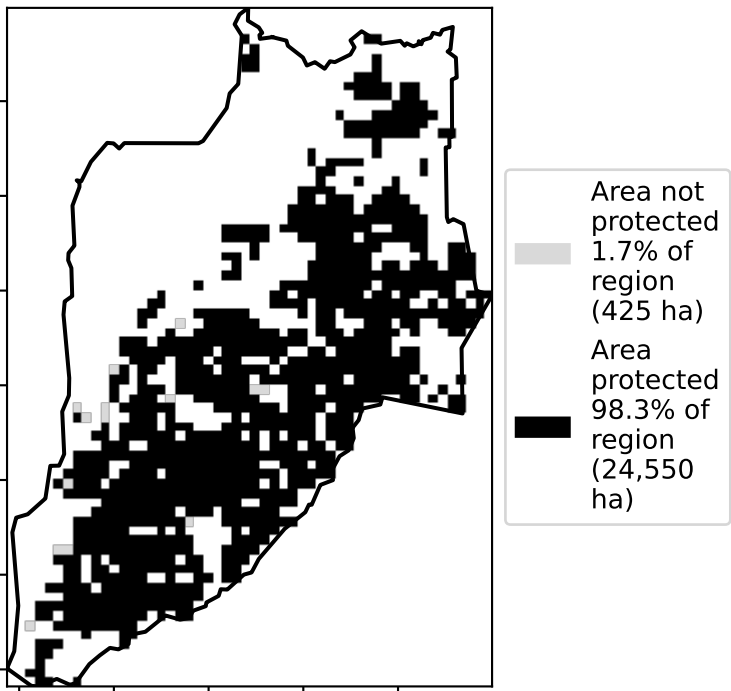 Area not
protected
1.7% of
region
(425 ha)
Area
protected
98.3% of
region
(24,550
ha)